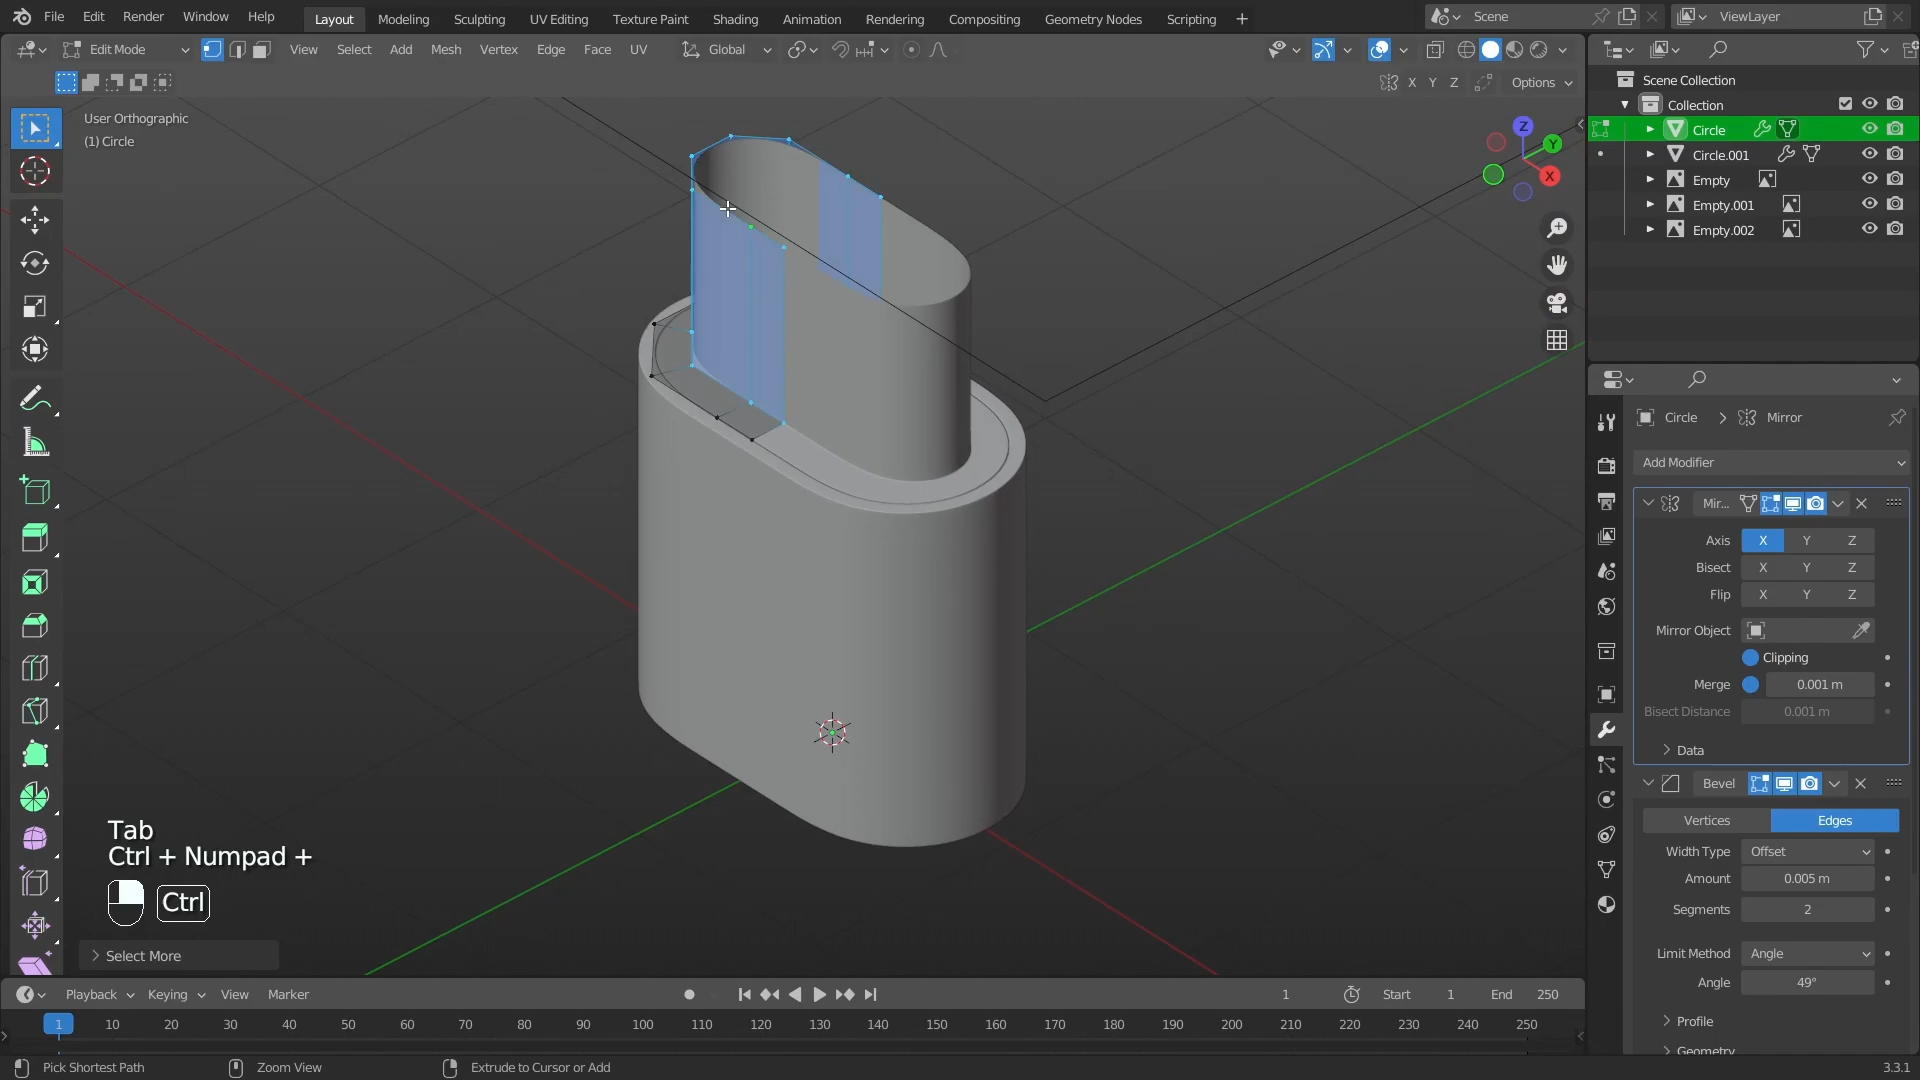 File Edit Render Window Help Layout Modeling Sculpting UV Editing Texture Paint Shading Animation Rendering Compositing Geometry Nodes Scripting + Scene ViewLayer
Edit Mode View Select Add Mesh Vertex Edge Face UV Global
X Y Z Options
User Orthographic
(1) Circle
Z
Y
X
Scene Collection
Collection
Circle
Circle.001
Empty
Empty.001
Empty.002
Circle > Mirror
Add Modifier
Mir...
Axis X Y Z
Bisect X Y Z
Flip X Y Z
Mirror Object
Clipping
Merge 0.001 m
Bisect Distance 0.001 m
Data
Bevel
Vertices Edges
Width Type Offset
Amount 0.005 m
Segments 2
Limit Method Angle
Angle 49°
Profile
Geometry
Tab
Ctrl + Numpad +
Ctrl
Select More
Playback Keying View Marker 1 Start 1 End 250
1 10 20 30 40 50 60 70 80 90 100 110 120 130 140 150 160 170 180 190 200 210 220 230 240 250
Pick Shortest Path Zoom View Extrude to Cursor or Add 3.3.1